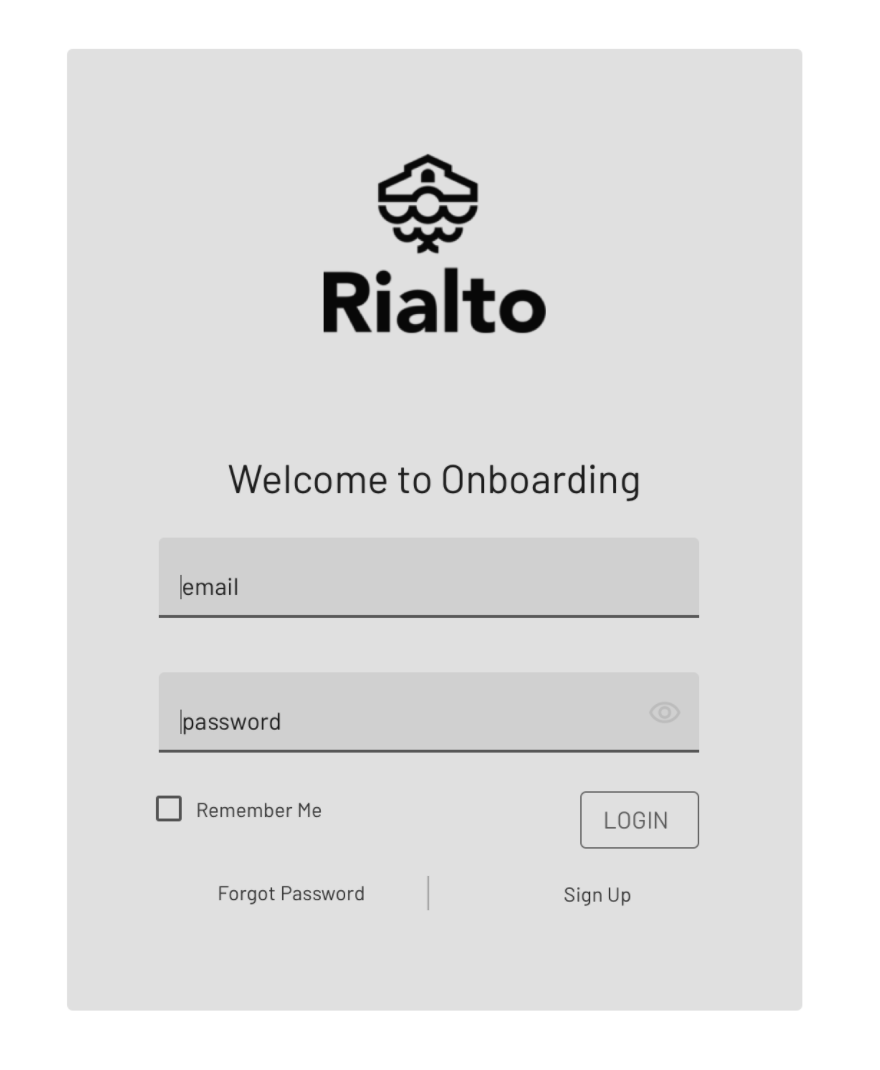 Rialto
Welcome to Onboarding
email
password
Remember Me
LOGIN
Forgot Password
Sign Up